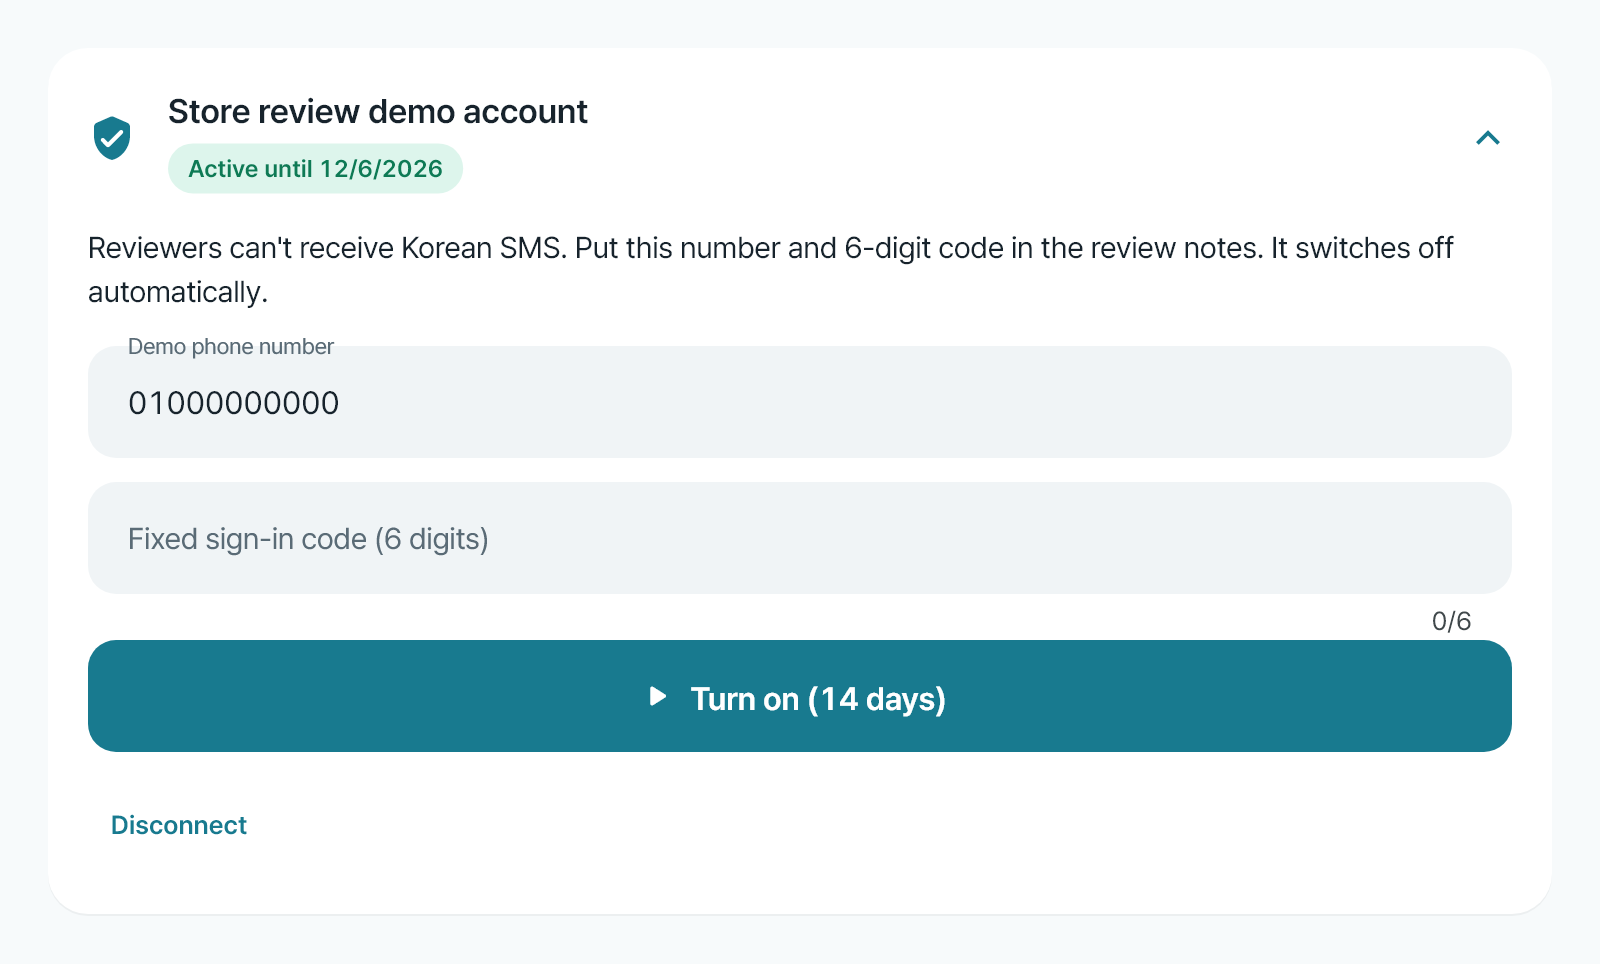 Store review demo account
Active until 12/6/2026
Reviewers can't receive Korean SMS. Put this number and 6-digit code in the review notes. It switches off
automatically.
Demo phone number
01000000000
Fixed sign-in code (6 digits)
0/6
Turn on (14 days)
Disconnect